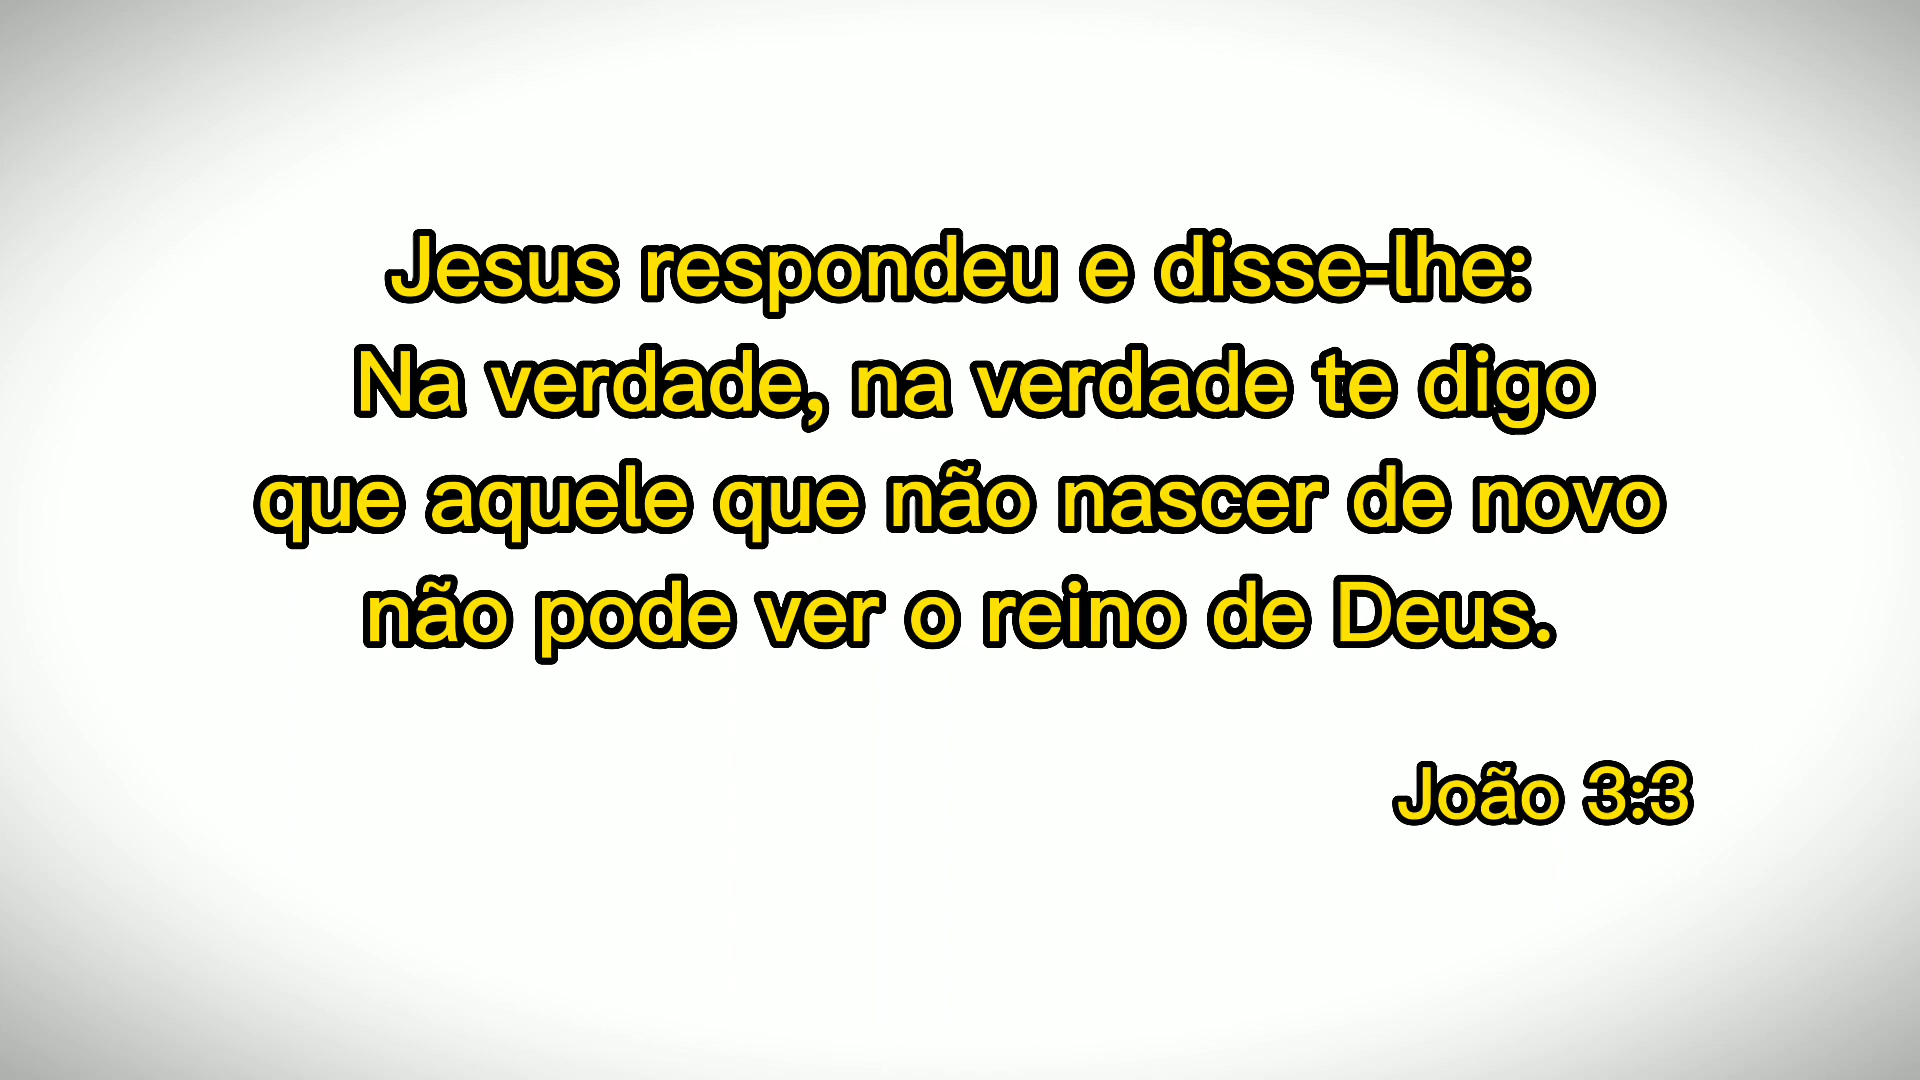 Jesus respondeu e disse-lhe:
Na verdade, na verdade te digo
que aquele que não nascer de novo
não pode ver o reino de Deus.
João 3:3